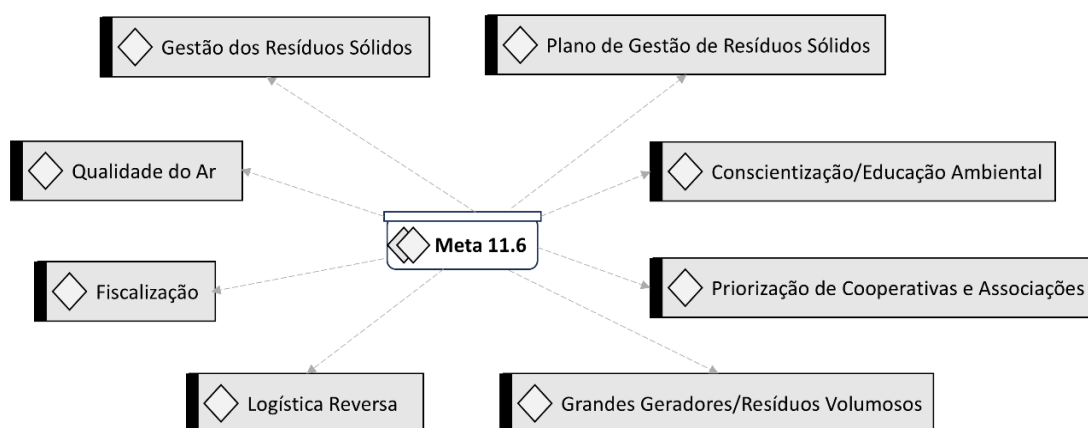 Gestão dos Resíduos Sólidos
Plano de Gestão de Resíduos Sólidos
Qualidade do Ar
Conscientização/Educação Ambiental
Meta 11.6
Fiscalização
Priorização de Cooperativas e Associações
Logística Reversa
Grandes Geradores/Resíduos Volumosos